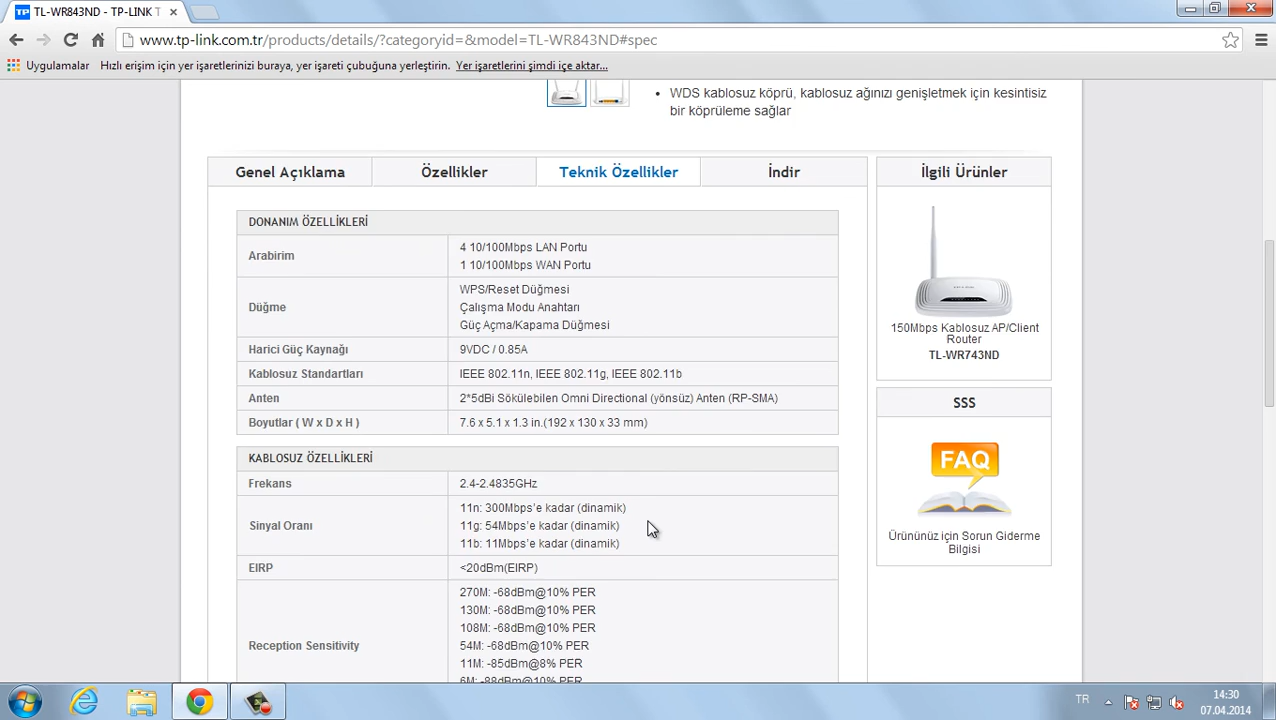 TL-WR843ND - TP-LINK T
www.tp-link.com.tr/products/details/?categoryid=&model=TL-WR843ND#spec
Uygulamalar Hızlı erişim için yer işaretlerinizi buraya, yer işareti çubuğuna yerleştirin. Yer işaretlerini şimdi içe aktar...
WDS kablosuz köprü, kablosuz ağınızı genişletmek için kesintisiz
bir köprüleme sağlar
Genel Açıklama Özellikler Teknik Özellikler İndir
DONANIM ÖZELLİKLERİ
Arabirim
4 10/100Mbps LAN Portu
1 10/100Mbps WAN Portu
Düğme
WPS/Reset Düğmesi
Çalışma Modu Anahtarı
Güç Açma/Kapama Düğmesi
Harici Güç Kaynağı 9VDC / 0.85A
Kablosuz Standartları IEEE 802.11n, IEEE 802.11g, IEEE 802.11b
Anten 2*5dBi Sökülebilen Omni Directional (yönsüz) Anten (RP-SMA)
Boyutlar ( W x D x H ) 7.6 x 5.1 x 1.3 in.(192 x 130 x 33 mm)
KABLOSUZ ÖZELLİKLERİ
Frekans 2.4-2.4835GHz
Sinyal Oranı
11n: 300Mbps'e kadar (dinamik)
11g: 54Mbps'e kadar (dinamik)
11b: 11Mbps'e kadar (dinamik)
EIRP <20dBm(EIRP)
Reception Sensitivity
270M: -68dBm@10% PER
130M: -68dBm@10% PER
108M: -68dBm@10% PER
54M: -68dBm@10% PER
11M: -85dBm@8% PER
6M: -88dBm@10% PER
İlgili Ürünler
150Mbps Kablosuz AP/Client
Router
TL-WR743ND
SSS
FAQ
Ürününüz için Sorun Giderme
Bilgisi
TR
14:30
07.04.2014